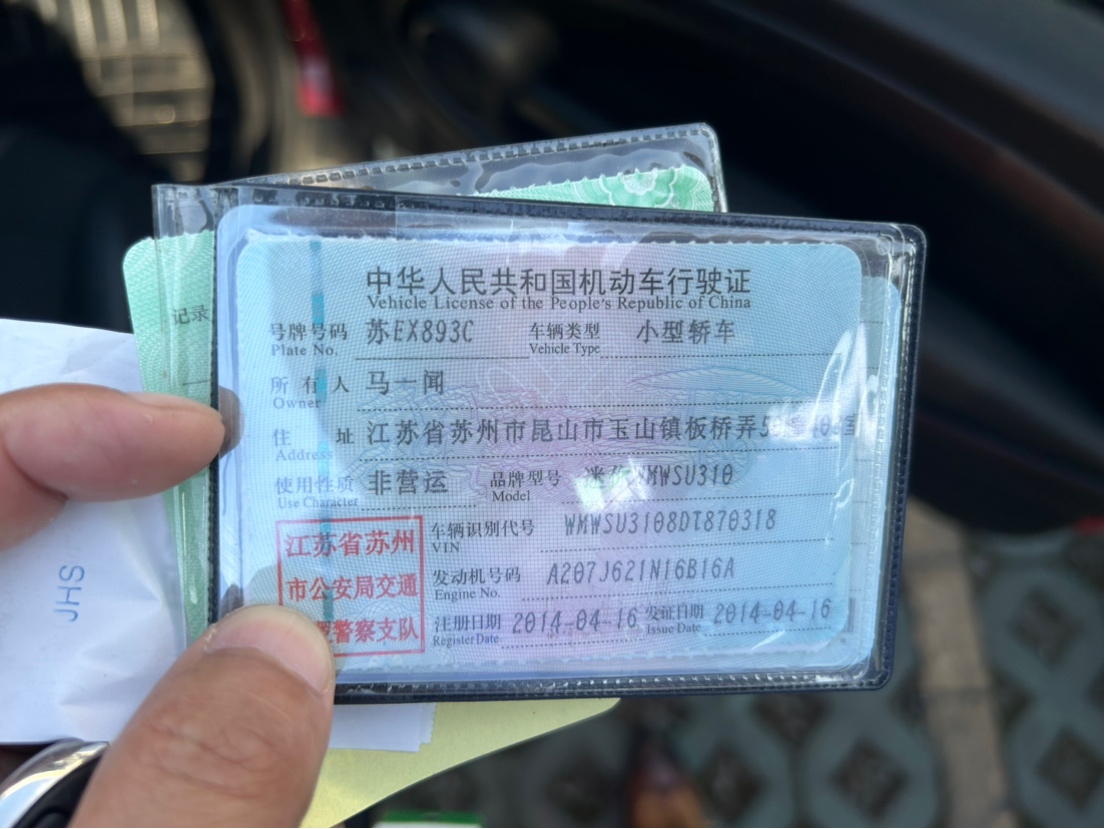 中华人民共和国机动车行驶证
Vehicle License of the People's Republic of China
号牌号码 苏EX893C 车辆类型 小型轿车
Plate No. Vehicle Type
所有人 马一闻
Owner
住址 江苏省苏州市昆山市玉山镇板桥弄
Address
使用性质 非营运 品牌型号 WMWSU310
Use Character Model
车辆识别代号 WMWSU3108DT870318
VIN
发动机号码 A207J621N16B16A
Engine No.
注册日期 2014-04-16 发证日期 2014-04-16
Register Date Issue Date
江苏省苏州
市公安局交通
警察支队
记录
JHS